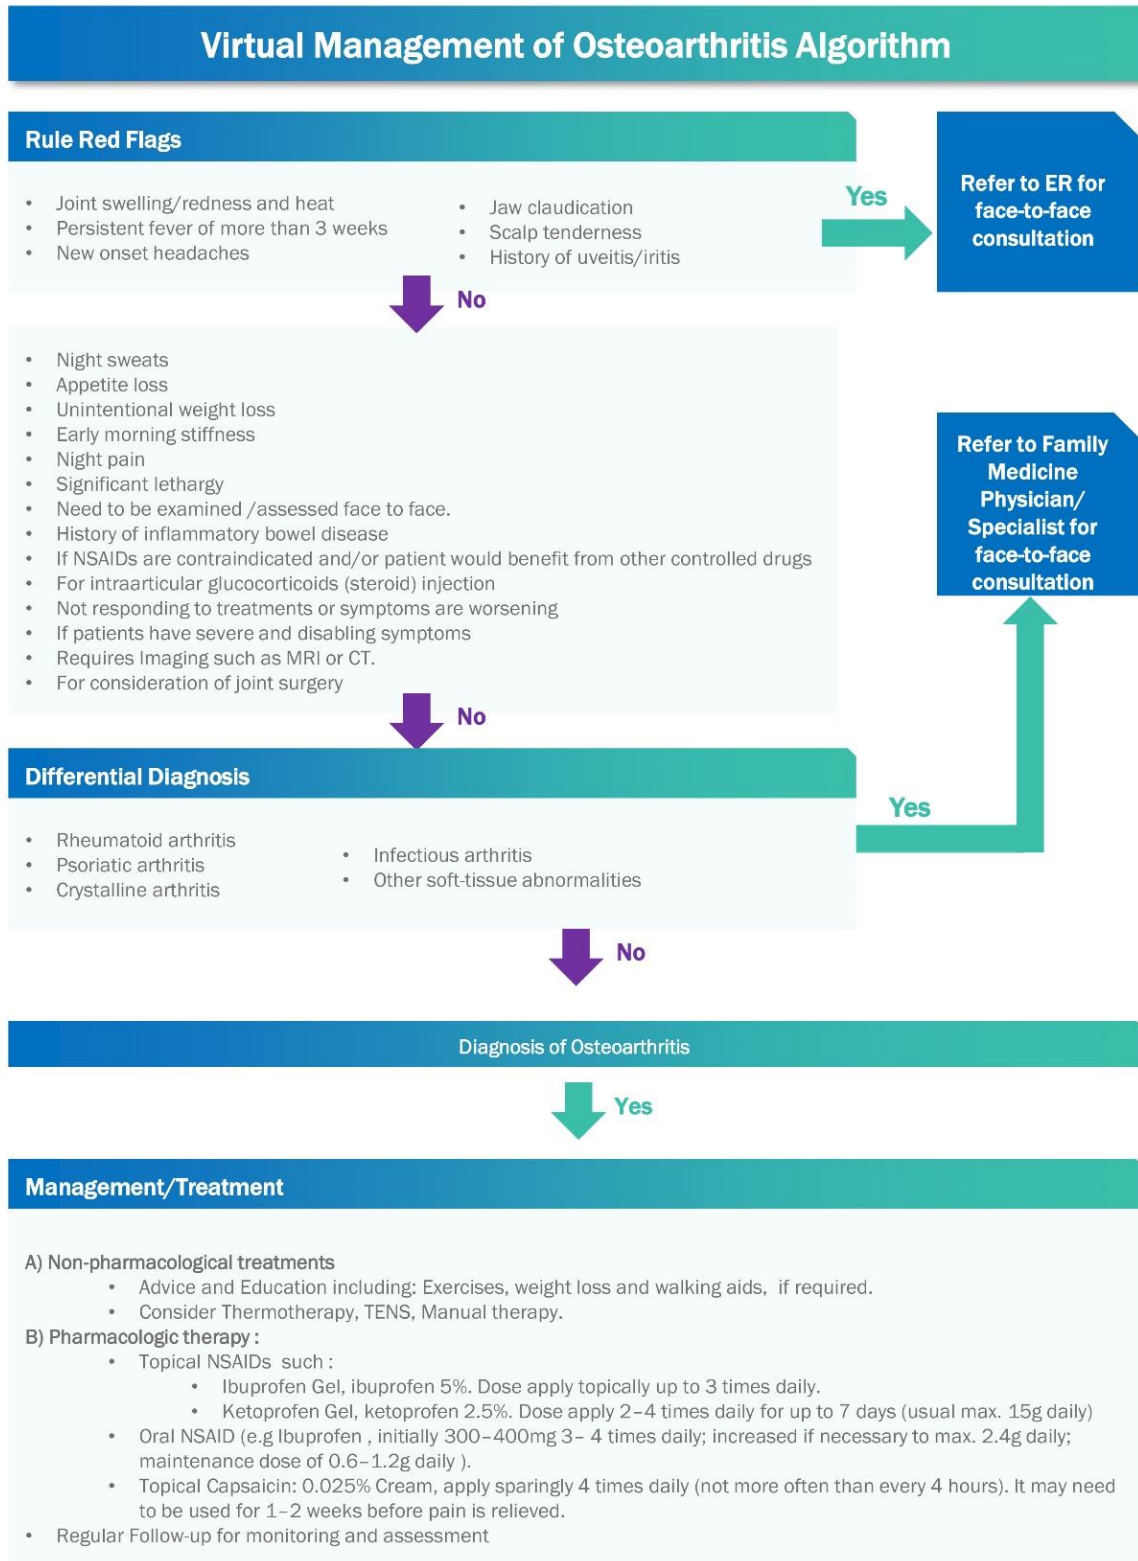 Virtual Management of Osteoarthritis Algorithm
Rule Red Flags
• Joint swelling/redness and heat
• Persistent fever of more than 3 weeks
• New onset headaches
• Jaw claudication
• Scalp tenderness
• History of uveitis/iritis
Yes
Refer to ER for
face-to-face
consultation
No
• Night sweats
• Appetite loss
• Unintentional weight loss
• Early morning stiffness
• Night pain
• Significant lethargy
• Need to be examined /assessed face to face.
• History of inflammatory bowel disease
• If NSAIDs are contraindicated and/or patient would benefit from other controlled drugs
• For intraarticular glucocorticoids (steroid) injection
• Not responding to treatments or symptoms are worsening
• If patients have severe and disabling symptoms
• Requires Imaging such as MRI or CT.
• For consideration of joint surgery
Refer to Family
Medicine
Physician/
Specialist for
face-to-face
consultation
No
Differential Diagnosis
• Rheumatoid arthritis
• Psoriatic arthritis
• Crystalline arthritis
• Infectious arthritis
• Other soft-tissue abnormalities
Yes
No
Diagnosis of Osteoarthritis
Yes
Management/Treatment
A) Non-pharmacological treatments
• Advice and Education including: Exercises, weight loss and walking aids, if required.
• Consider Thermotherapy, TENS, Manual therapy.
B) Pharmacologic therapy :
• Topical NSAIDs such :
• Ibuprofen Gel, ibuprofen 5%. Dose apply topically up to 3 times daily.
• Ketoprofen Gel, ketoprofen 2.5%. Dose apply 2–4 times daily for up to 7 days (usual max. 15g daily)
• Oral NSAID (e.g Ibuprofen , initially 300–400mg 3– 4 times daily; increased if necessary to max. 2.4g daily;
maintenance dose of 0.6–1.2g daily ).
• Topical Capsaicin: 0.025% Cream, apply sparingly 4 times daily (not more often than every 4 hours). It may need
to be used for 1–2 weeks before pain is relieved.
• Regular Follow-up for monitoring and assessment